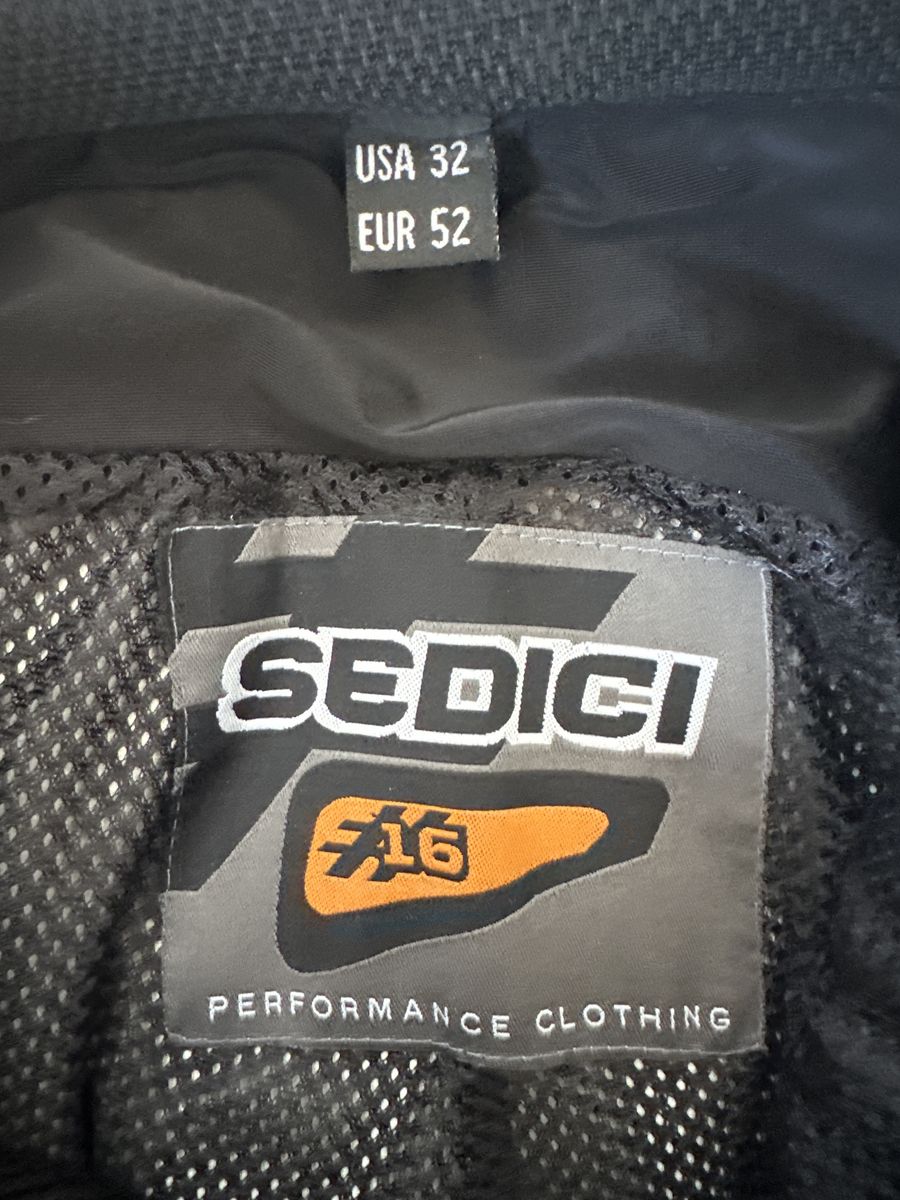 USA 32
EUR 52
SEDICI
#16
PERFORMANCE CLOTHING